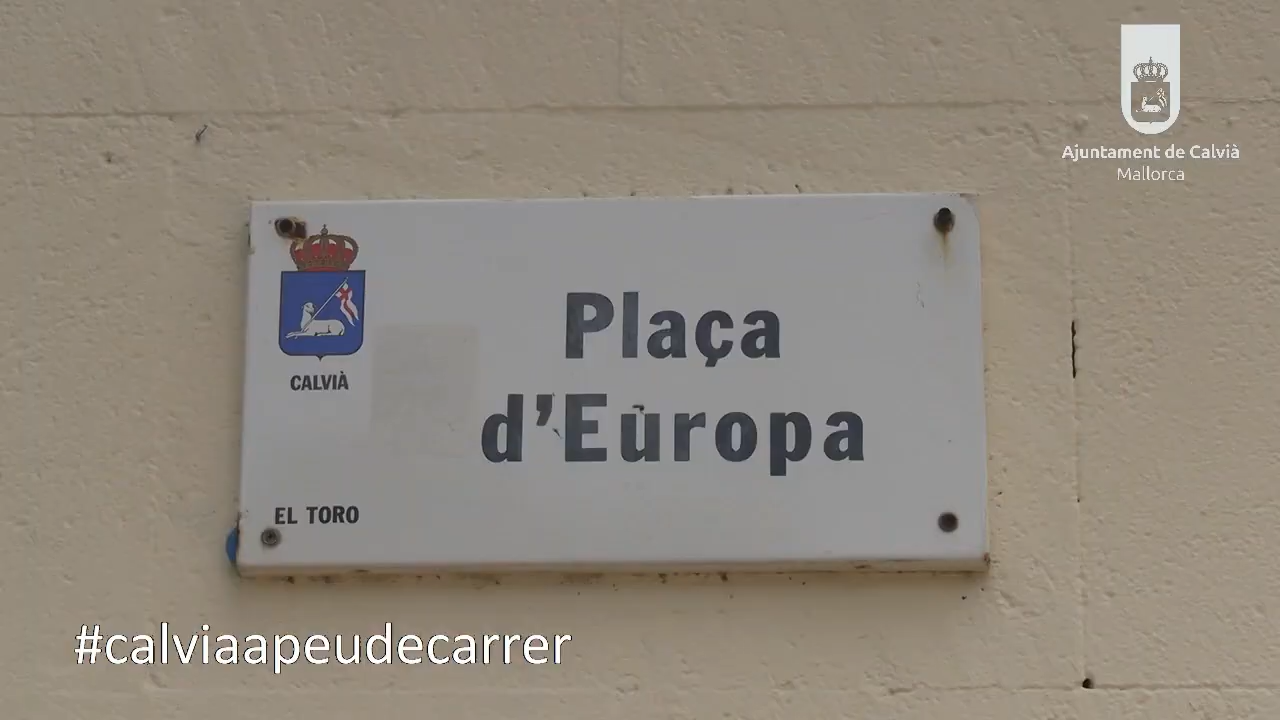 Ajuntament de Calvià
Mallorca
Plaça
d'Europa
CALVIÀ
EL TORO
#calviaapeudecarrer